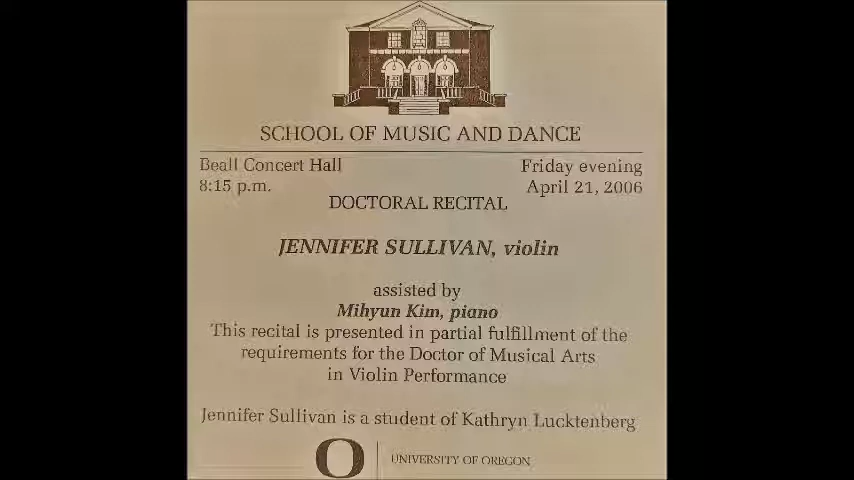 SCHOOL OF MUSIC AND DANCE
Beall Concert Hall
Friday evening
8:15 p.m.
April 21, 2006
DOCTORAL RECITAL
JENNIFER SULLIVAN, violin
assisted by
Mihyun Kim, piano
This recital is presented in partial fulfillment of the
requirements for the Doctor of Musical Arts
in Violin Performance
Jennifer Sullivan is a student of Kathryn Lucktenberg
O UNIVERSITY OF OREGON